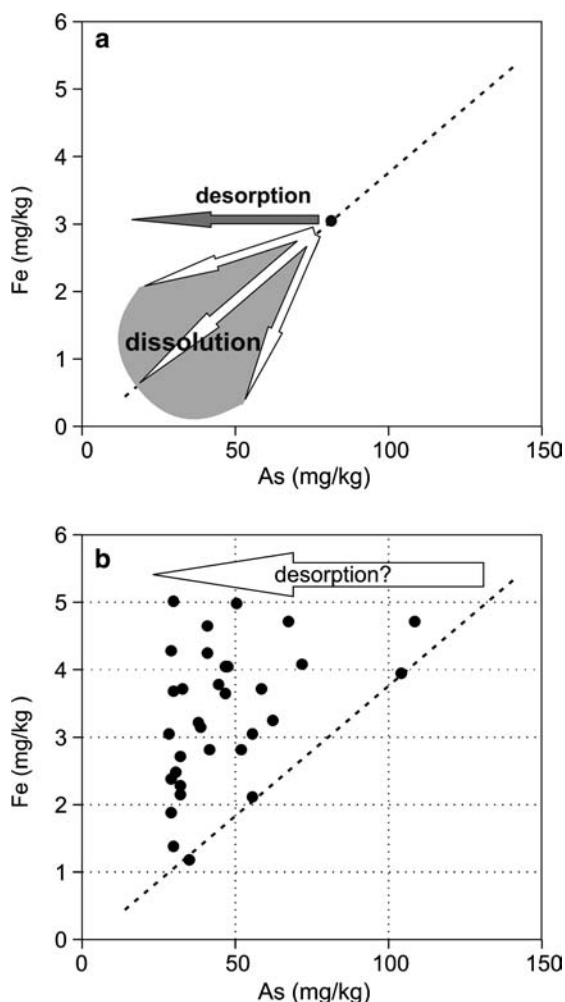 a
6
5
4
3
2
1
0
Fe (mg/kg)
desorption
dissolution
0 50 100 150
As (mg/kg)
b
6
5
4
3
2
1
0
Fe (mg/kg)
desorption?
0 50 100 150
As (mg/kg)